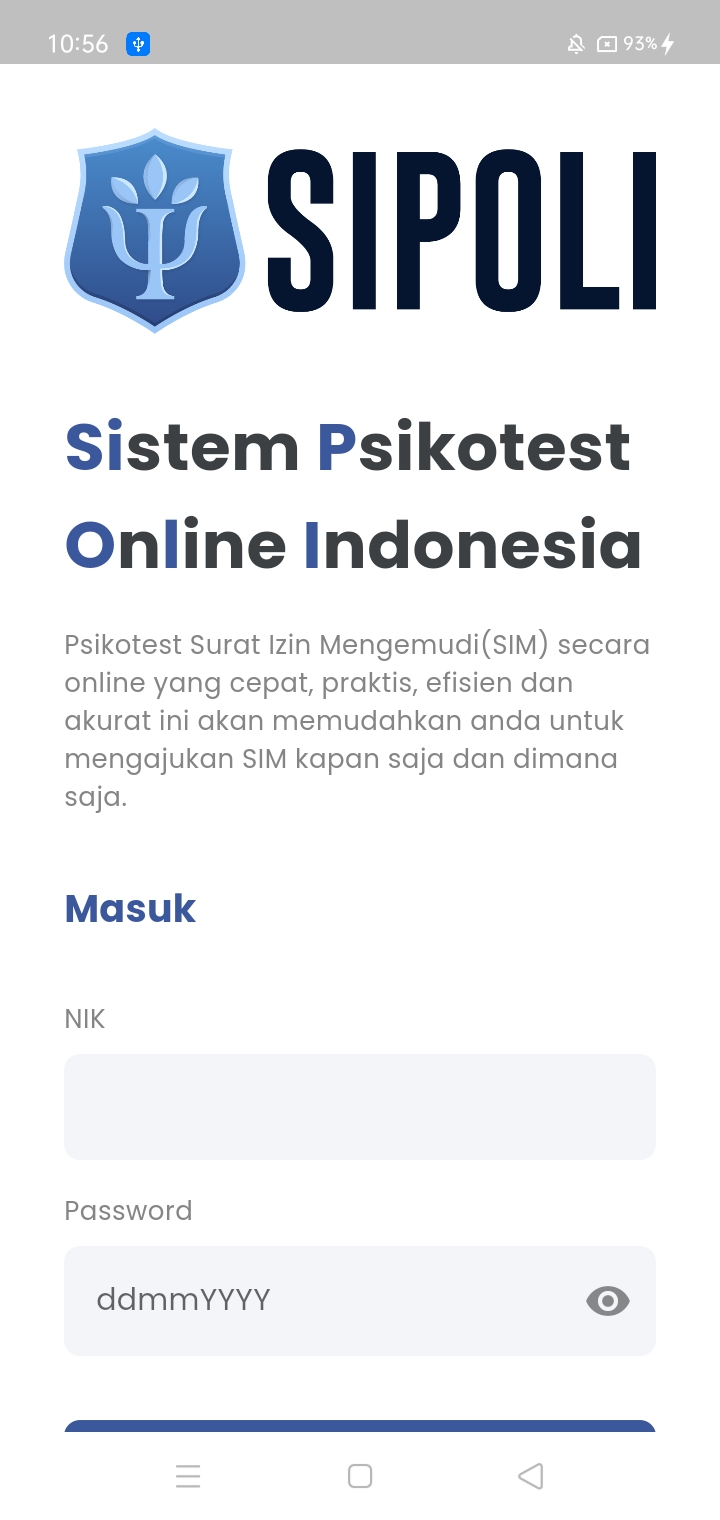 10:56
93%
SIPOLI
Sistem Psikotest
Online Indonesia
Psikotest Surat Izin Mengemudi(SIM) secara
online yang cepat, praktis, efisien dan
akurat ini akan memudahkan anda untuk
mengajukan SIM kapan saja dan dimana
saja.
Masuk
NIK
Password
ddmmYYYY